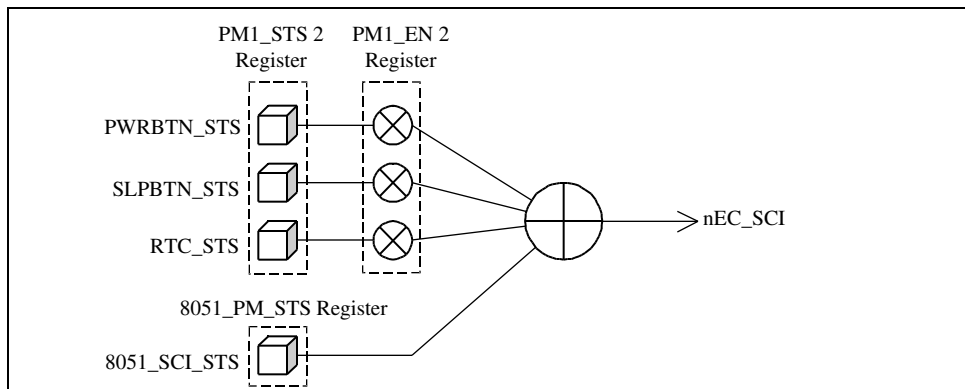 PM1_STS 2
Register
PM1_EN 2
Register
PWRBTN_STS
SLPBTN_STS
RTC_STS
nEC_SCI
8051_PM_STS Register
8051_SCI_STS